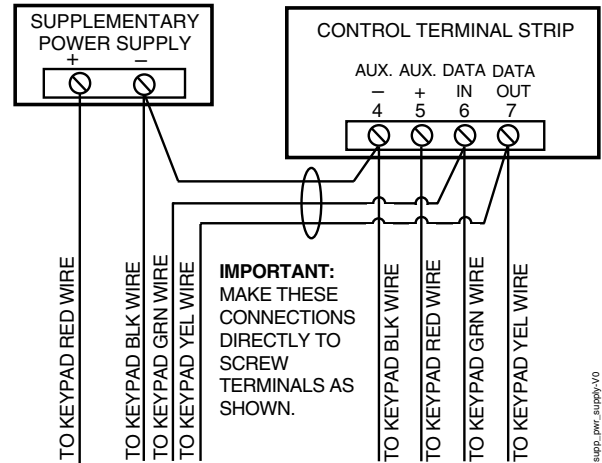 SUPPLEMENTARY
POWER SUPPLY
+ –
CONTROL TERMINAL STRIP
AUX. AUX. DATA DATA
– + IN OUT
4 5 6 7
IMPORTANT:
MAKE THESE
CONNECTIONS
DIRECTLY TO
SCREW
TERMINALS AS
SHOWN.
TO KEYPAD RED WIRE
TO KEYPAD BLK WIRE
TO KEYPAD GRN WIRE
TO KEYPAD YEL WIRE
TO KEYPAD BLK WIRE
TO KEYPAD RED WIRE
TO KEYPAD GRN WIRE
TO KEYPAD YEL WIRE
supp_pwr_supply-V0